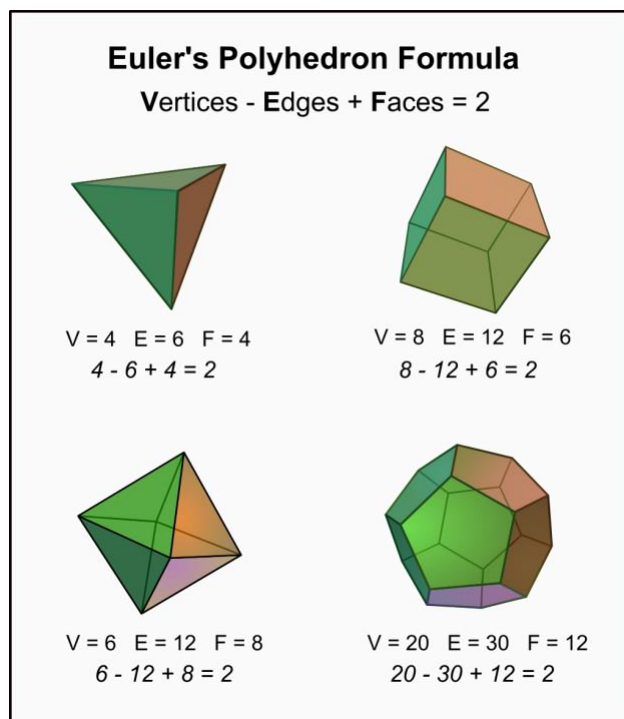 Euler's Polyhedron Formula
Vertices - Edges + Faces = 2
V = 4 E = 6 F = 4
4 - 6 + 4 = 2
V = 8 E = 12 F = 6
8 - 12 + 6 = 2
V = 6 E = 12 F = 8
6 - 12 + 8 = 2
V = 20 E = 30 F = 12
20 - 30 + 12 = 2